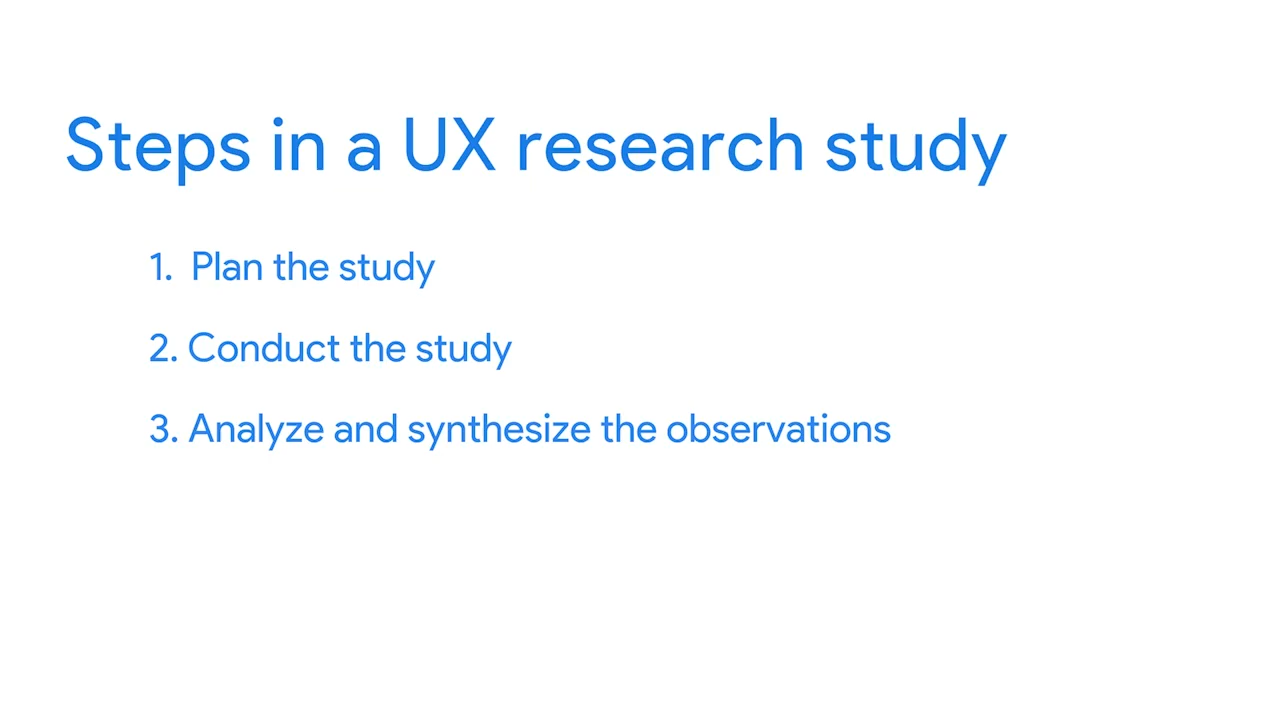 Steps in a UX research study
1. Plan the study
2. Conduct the study
3. Analyze and synthesize the observations